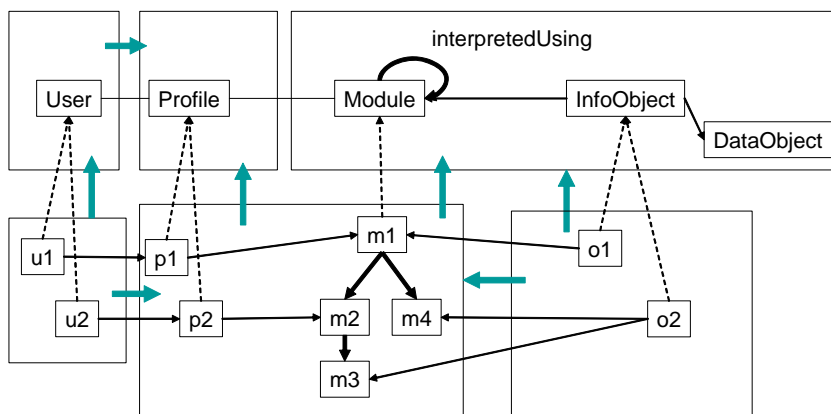 interpretedUsing
User
Profile
Module
InfoObject
DataObject
m1
o1
u1
p1
u2
p2
m2
m4
o2
m3